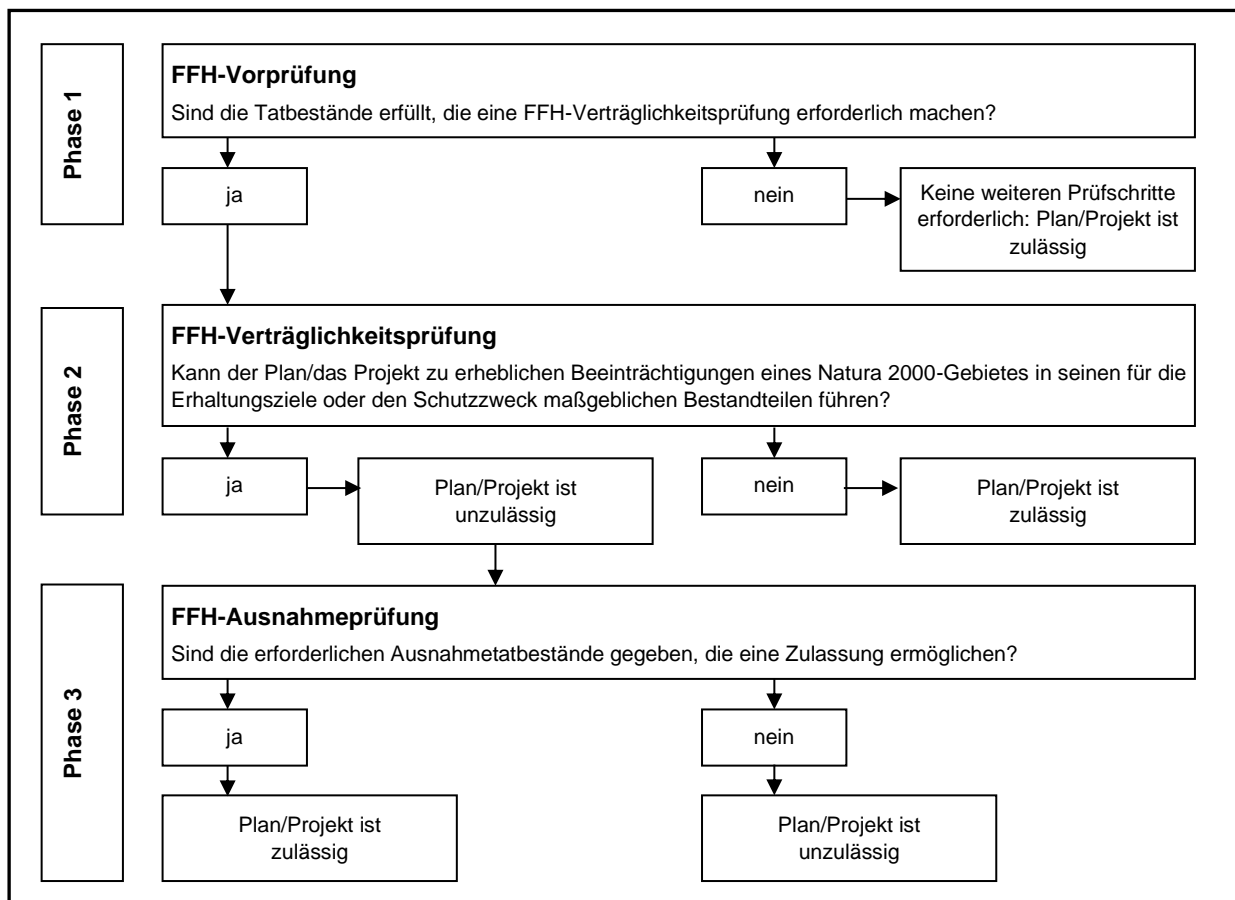 Phase 1
FFH-Vorprüfung
Sind die Tatbestände erfüllt, die eine FFH-Verträglichkeitsprüfung erforderlich machen?
ja
nein
Keine weiteren Prüfschritte
erforderlich: Plan/Projekt ist
zulässig
Phase 2
FFH-Verträglichkeitsprüfung
Kann der Plan/das Projekt zu erheblichen Beeinträchtigungen eines Natura 2000-Gebietes in seinen für die
Erhaltungsziele oder den Schutzzweck maßgeblichen Bestandteilen führen?
ja
Plan/Projekt ist
unzulässig
nein
Plan/Projekt ist
zulässig
Phase 3
FFH-Ausnahmeprüfung
Sind die erforderlichen Ausnahmetatbestände gegeben, die eine Zulassung ermöglichen?
ja
nein
Plan/Projekt ist
zulässig
Plan/Projekt ist
unzulässig